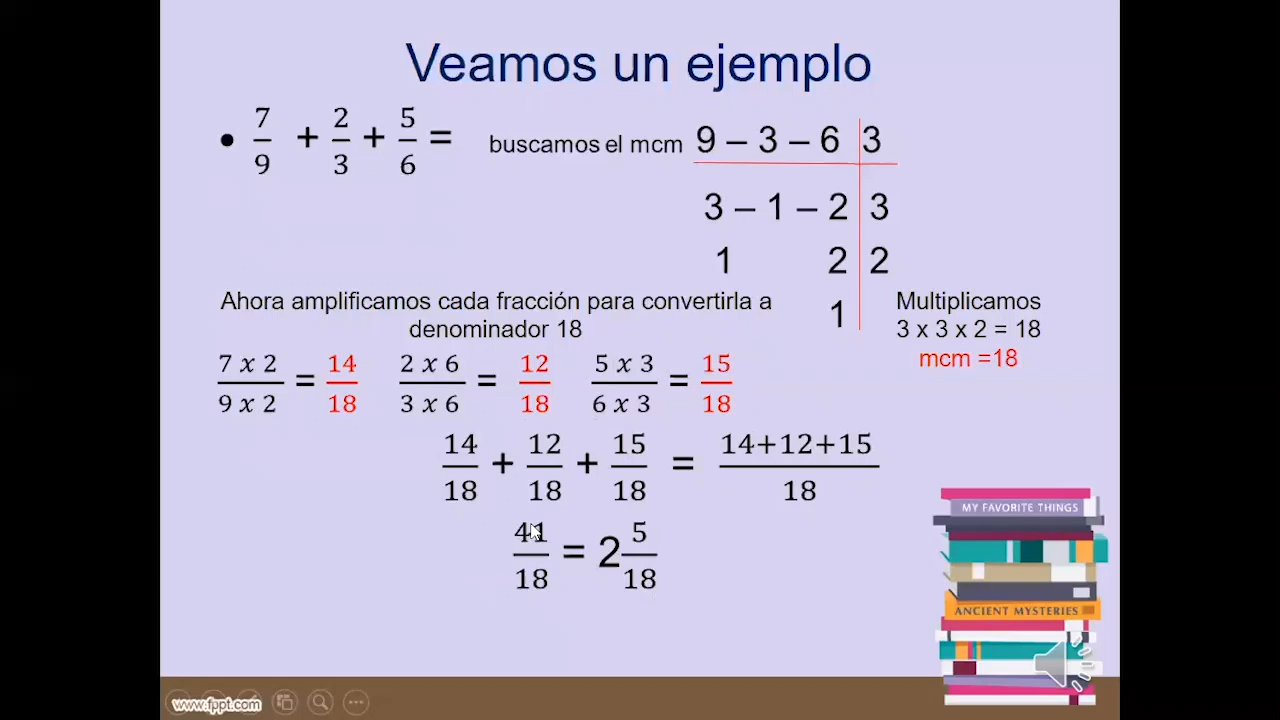 Veamos un ejemplo
• 7/9 + 2/3 + 5/6 =
buscamos el mcm
9 – 3 – 6 3
3 – 1 – 2 3
1 2 2
1
Multiplicamos
3 x 3 x 2 = 18
mcm =18
Ahora amplificamos cada fracción para convertirla a
denominador 18
7 x 2 / 9 x 2 = 14/18 2 x 6 / 3 x 6 = 12/18 5 x 3 / 6 x 3 = 15/18
14/18 + 12/18 + 15/18 = 14+12+15 / 18
41/18 = 2 5/18
MY FAVORITE THINGS
ANCIENT MYSTERIES
www.fppt.com